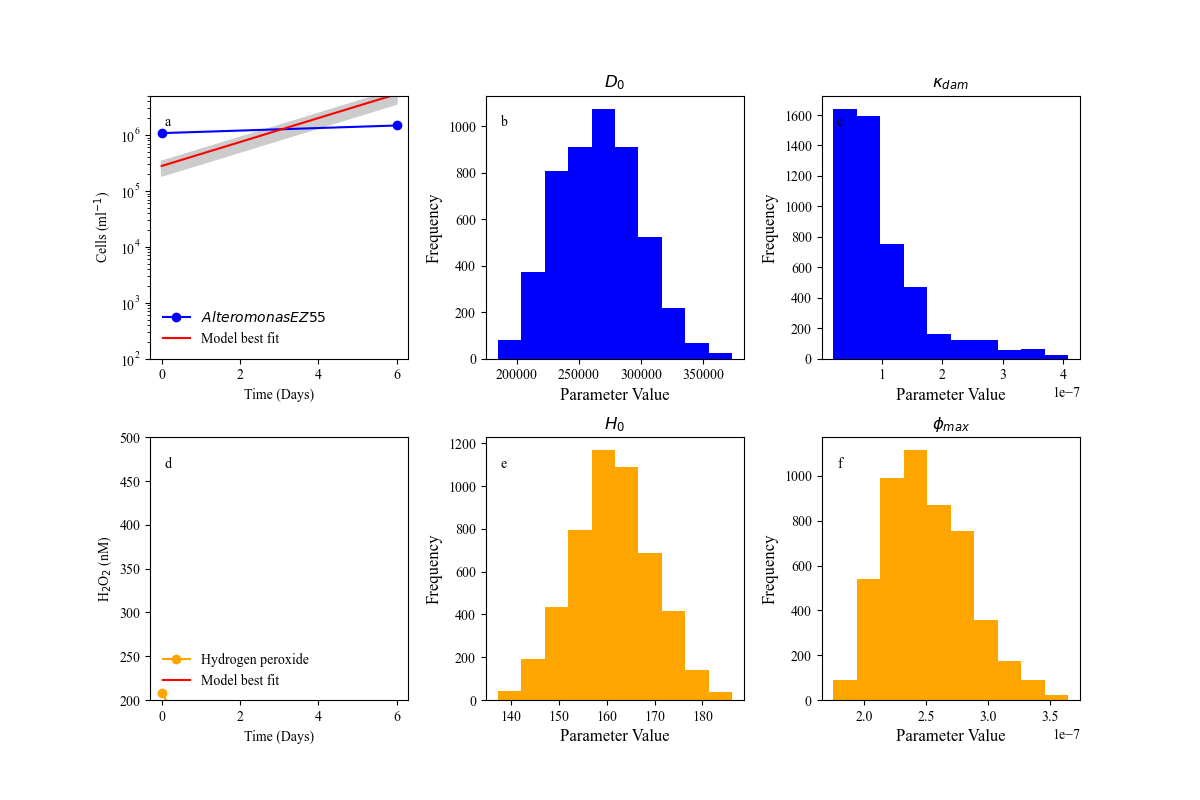 a
10⁶
10⁵
10⁴
10³
10²
Cells (ml⁻¹)
AlteromonasEZ55
Model best fit
0 2 4 6
Time (Days)
D₀
b
1000
800
600
400
200
0
Frequency
200000 250000 300000 350000
Parameter Value
κdam
c
1600
1400
1200
1000
800
600
400
200
0
Frequency
1 2 3 4
1e−7
Parameter Value
d
500
450
400
350
300
250
200
H₂O₂ (nM)
Hydrogen peroxide
Model best fit
0 2 4 6
Time (Days)
H₀
e
1200
1000
800
600
400
200
0
Frequency
140 150 160 170 180
Parameter Value
ϕmax
f
1000
800
600
400
200
0
Frequency
2.0 2.5 3.0 3.5
1e−7
Parameter Value